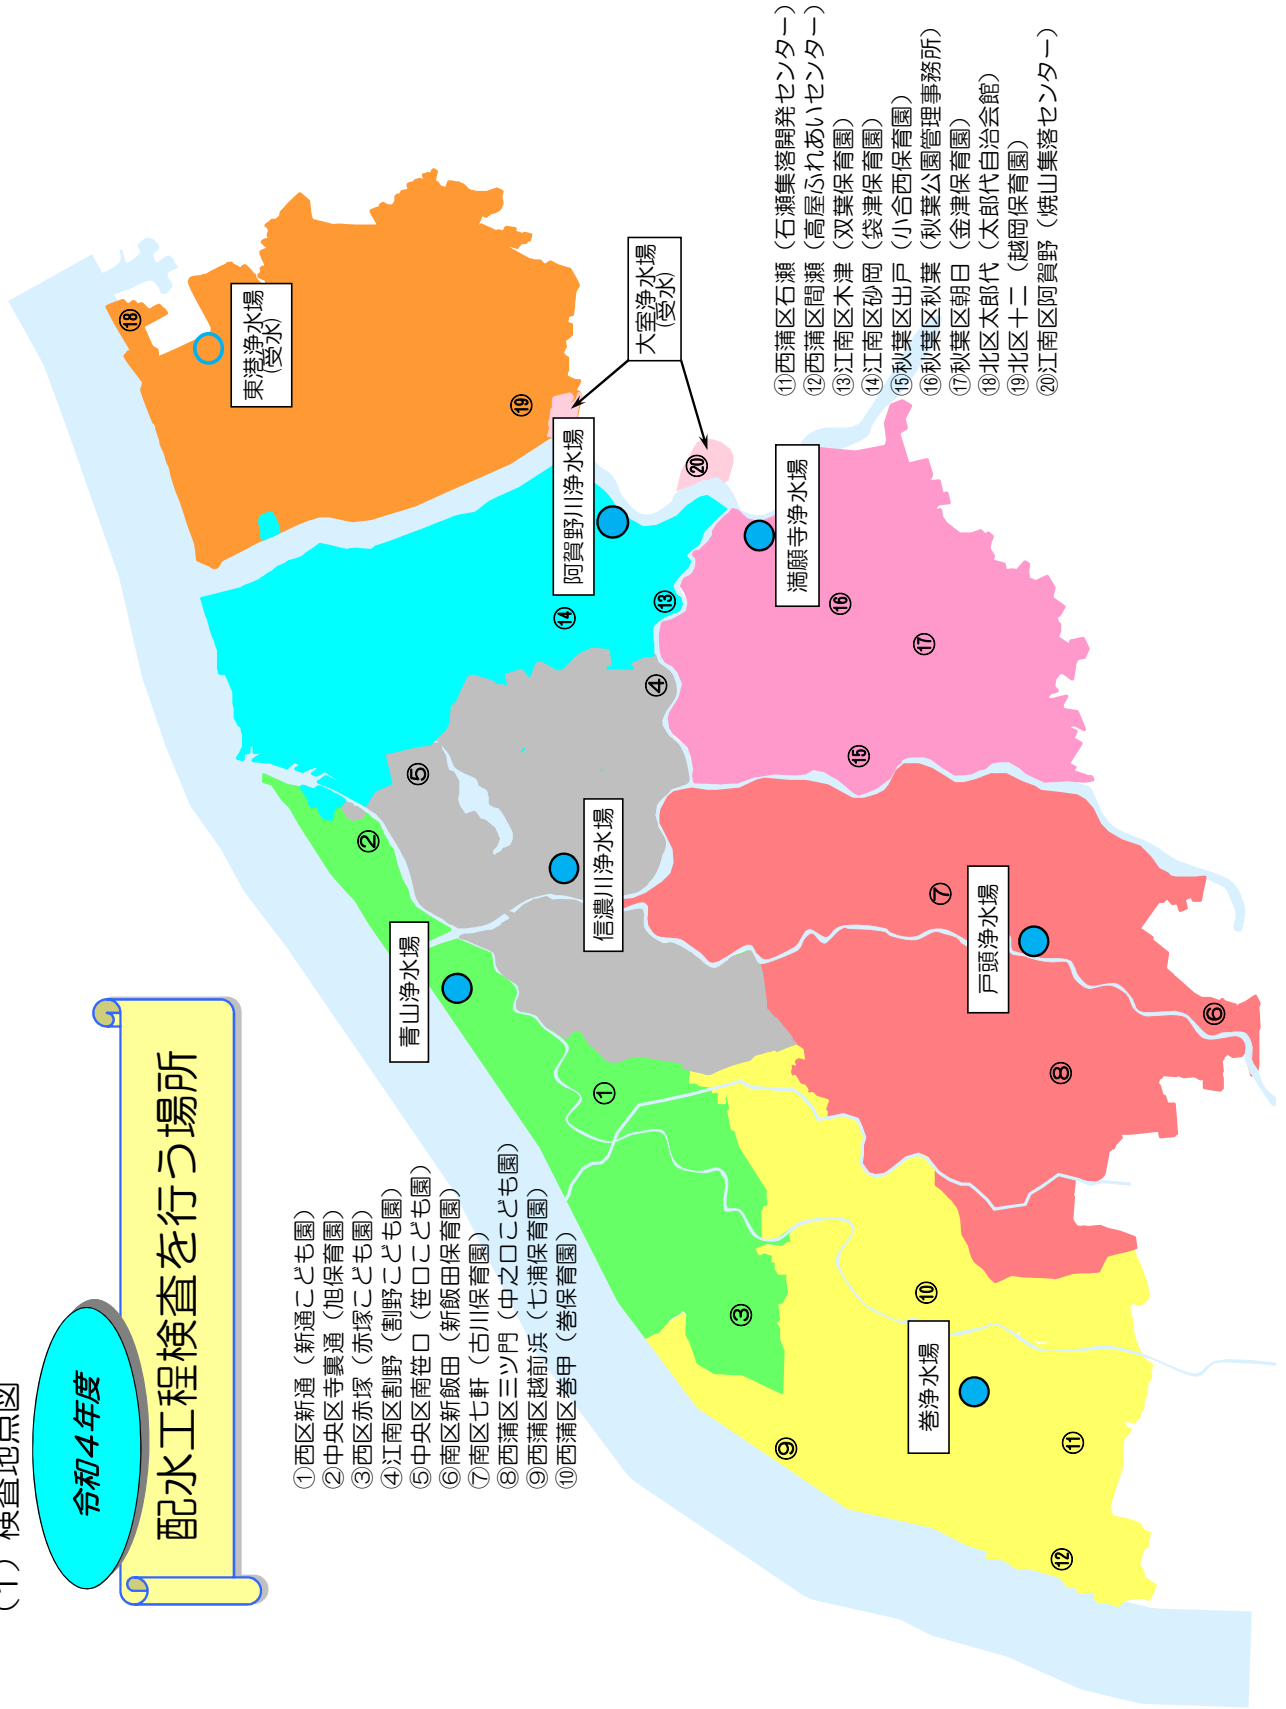 （1）検査地点図
令和４年度
配水工程検査を行う場所
①西区新通（新通こども園）
②中央区寺裏通（旭保育園）
③西区赤塚（赤塚こども園）
④江南区割野（割野こども園）
⑤中央区南笹口（笹口こども園）
⑥南区新飯田（新飯田保育園）
⑦南区七軒（古川保育園）
⑧西蒲区三ツ門（中之口こども園）
⑨西蒲区越前浜（七浦保育園）
⑩西蒲区巻甲（巻保育園）
⑪西蒲区石瀬（石瀬集落開発センター）
⑫西蒲区間瀬（高屋ふれあいセンター）
⑬江南区木津（双葉保育園）
⑭江南区砂岡（袋津保育園）
⑮秋葉区出戸（小合西保育園）
⑯秋葉区秋葉（秋葉公園管理事務所）
⑰秋葉区朝日（金津保育園）
⑱北区太郎代（太郎代自治会館）
⑲北区十二（越岡保育園）
⑳江南区阿賀野（焼山集落センター）
東港浄水場
(受水)
大室浄水場
(受水)
阿賀野川浄水場
満願寺浄水場
信濃川浄水場
青山浄水場
戸頭浄水場
巻浄水場
①
②
③
④
⑤
⑥
⑦
⑧
⑨
⑩
⑪
⑫
⑬
⑭
⑮
⑯
⑰
⑱
⑲
⑳